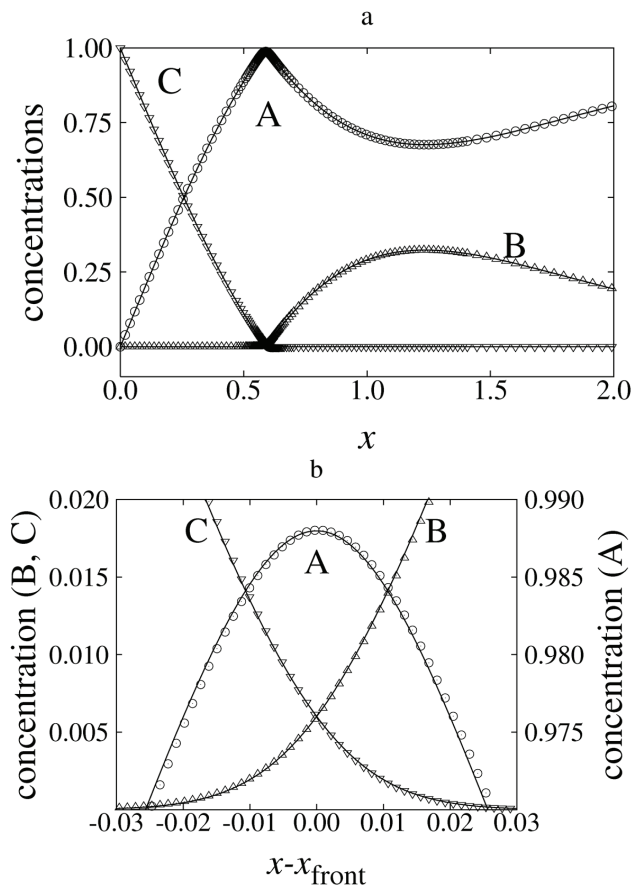 a
concentrations
1.00
0.75
0.50
0.25
0.00
C
A
B
0.0 0.5 1.0 1.5 2.0
x
b
concentration (B, C)
0.020
0.015
0.010
0.005
C
A
B
0.990
0.985
0.980
0.975
concentration (A)
-0.03 -0.02 -0.01 0.00 0.01 0.02 0.03
x-xfront